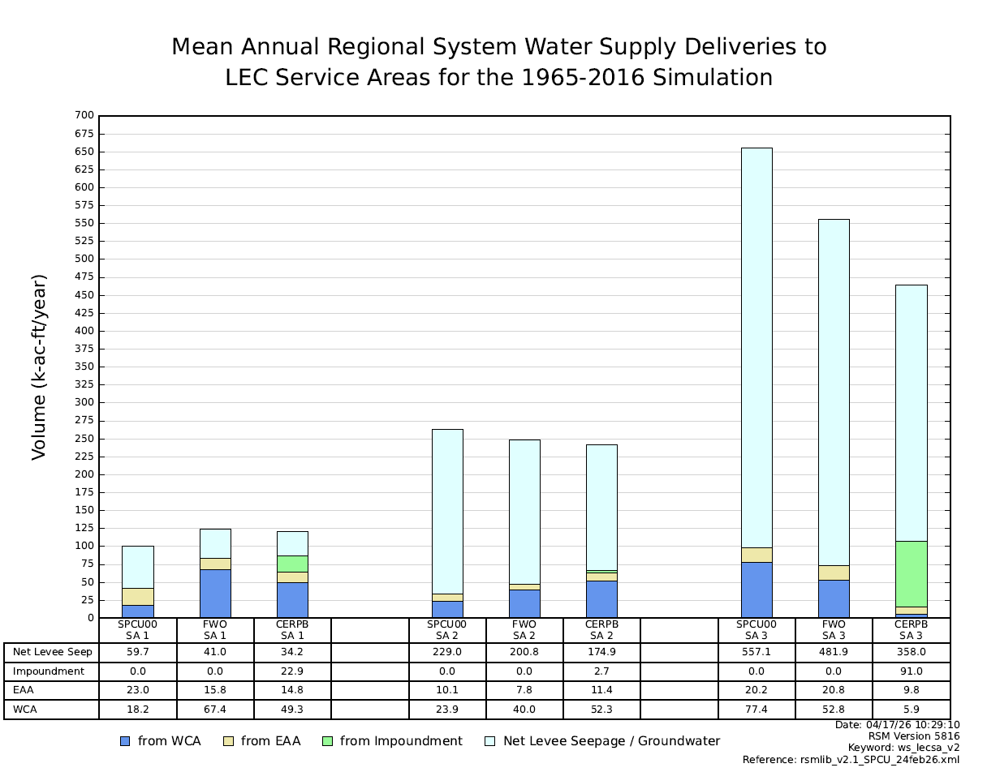 Mean Annual Regional System Water Supply Deliveries to
LEC Service Areas for the 1965-2016 Simulation
Volume (k-ac-ft/year)
700
675
650
625
600
575
550
525
500
475
450
425
400
375
350
325
300
275
250
225
200
175
150
125
100
75
50
25
0
SPCU00 FWO CERPB SPCU00 FWO CERPB SPCU00 FWO CERPB
SA 1 SA 1 SA 1 SA 2 SA 2 SA 2 SA 3 SA 3 SA 3
Net Levee Seep 59.7 41.0 34.2 229.0 200.8 174.9 557.1 481.9 358.0
Impoundment 0.0 0.0 22.9 0.0 0.0 2.7 0.0 0.0 91.0
EAA 23.0 15.8 14.8 10.1 7.8 11.4 20.2 20.8 9.8
WCA 18.2 67.4 49.3 23.9 40.0 52.3 77.4 52.8 5.9
from WCA from EAA from Impoundment Net Levee Seepage / Groundwater
Date: 04/17/26 10:29:10
RSM Version 5816
Keyword: ws_lecsa_v2
Reference: rsmlib_v2.1_SPCU_24feb26.xml